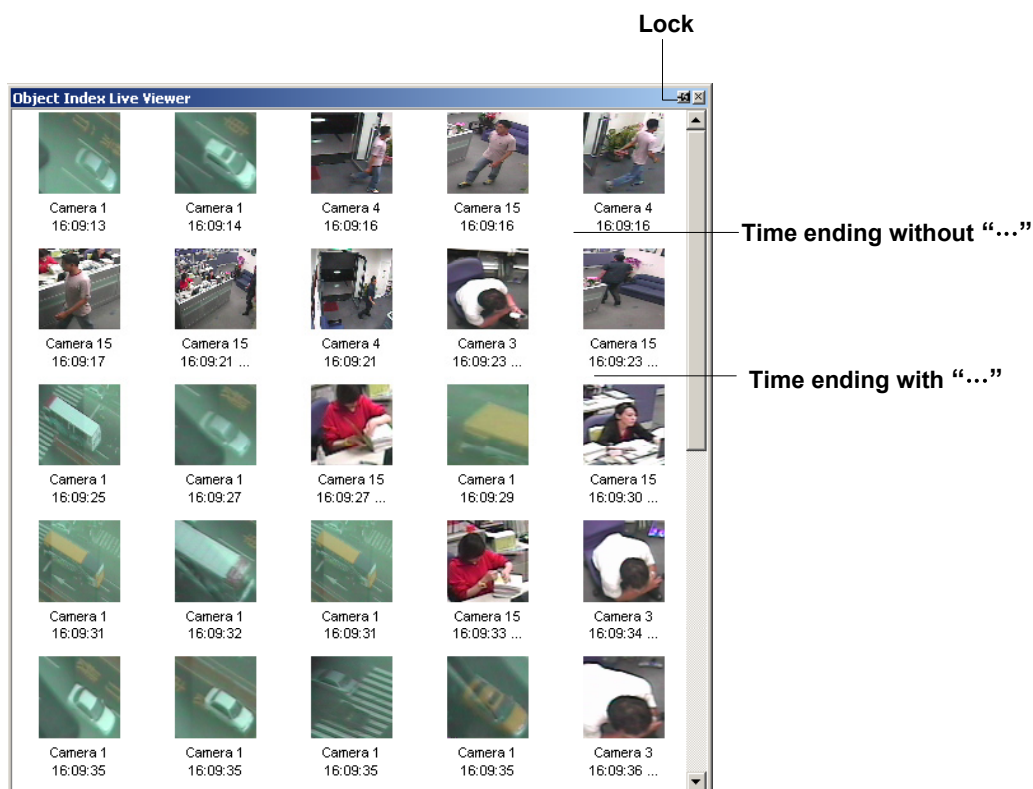 Lock
Object Index Live Viewer
Camera 1 Camera 1 Camera 4 Camera 15 Camera 4
16:09:13 16:09:14 16:09:16 16:09:16 16:09:16
Time ending without “···”
Camera 15 Camera 15 Camera 4 Camera 3 Camera 15
16:09:17 16:09:21 ... 16:09:21 16:09:23 ... 16:09:23 ...
Time ending with “···”
Camera 1 Camera 1 Camera 15 Camera 1 Camera 15
16:09:25 16:09:27 16:09:27 ... 16:09:29 16:09:30 ...
Camera 1 Camera 1 Camera 1 Camera 15 Camera 3
16:09:31 16:09:32 16:09:31 16:09:33 ... 16:09:34 ...
Camera 1 Camera 1 Camera 1 Camera 1 Camera 3
16:09:35 16:09:35 16:09:35 16:09:35 16:09:36 ...